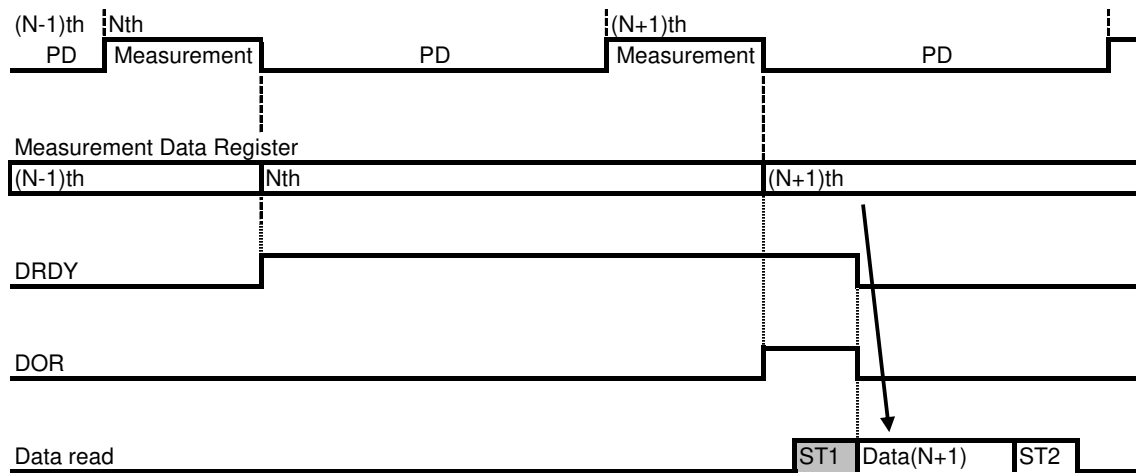 (N-1)th Nth (N+1)th
PD Measurement PD Measurement PD
Measurement Data Register
(N-1)th Nth (N+1)th
DRDY
DOR
Data read ST1 Data(N+1) ST2